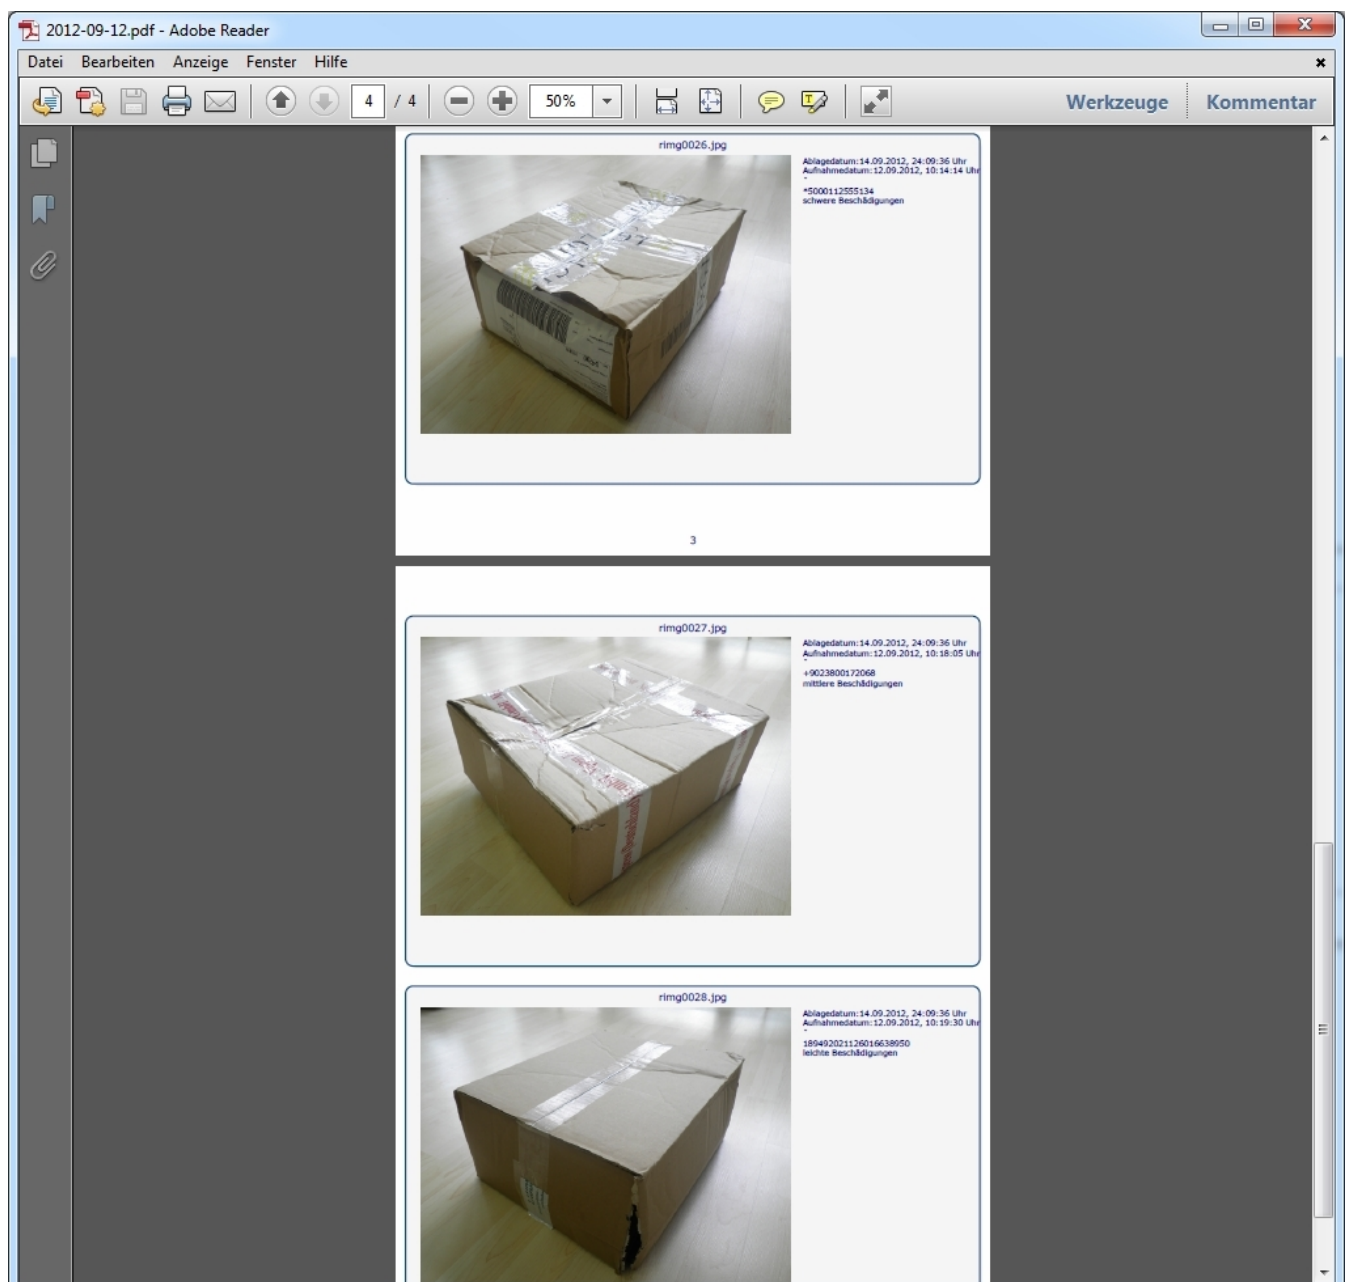 2012-09-12.pdf - Adobe Reader
Datei Bearbeiten Anzeige Fenster Hilfe
4 / 4 50% Werkzeuge Kommentar
rimg0026.jpg
Ablagedatum:14.09.2012, 24:09:36 Uhr
Aufnahmedatum:12.09.2012, 10:14:14 Uhr
*5000112555134
schwere Beschädigungen
3
rimg0027.jpg
Ablagedatum:14.09.2012, 24:09:36 Uhr
Aufnahmedatum:12.09.2012, 10:18:05 Uhr
+9023800172068
mittlere Beschädigungen
rimg0028.jpg
Ablagedatum:14.09.2012, 24:09:36 Uhr
Aufnahmedatum:12.09.2012, 10:19:30 Uhr
189492021126016638950
leichte Beschädigungen